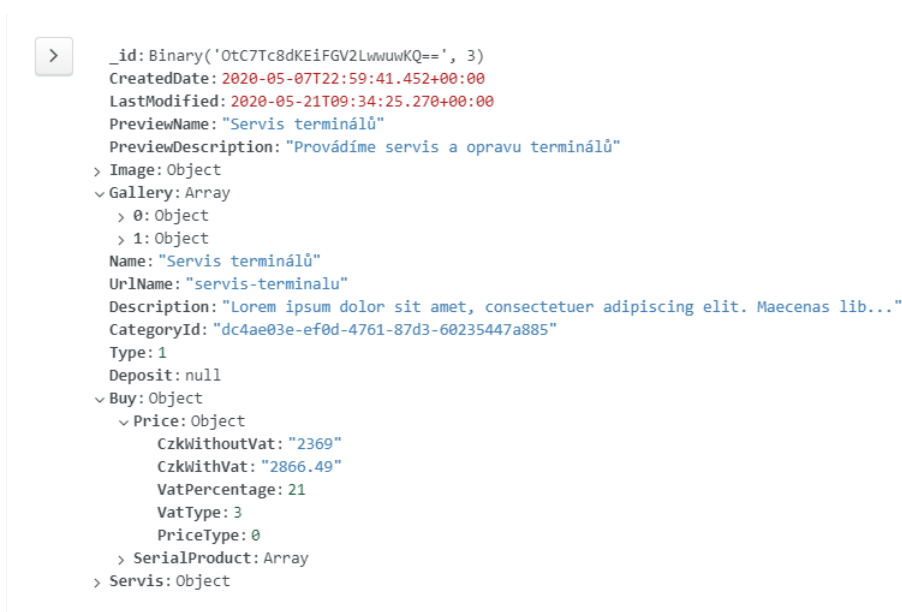 _id: Binary('OtC7Tc8dKEiFGV2LwwuwKQ==', 3)
CreatedDate: 2020-05-07T22:59:41.452+00:00
LastModified: 2020-05-21T09:34:25.270+00:00
PreviewName: "Servis terminálů"
PreviewDescription: "Provádíme servis a opravu terminálů"
> Image: Object
Gallery: Array
> 0: Object
> 1: Object
Name: "Servis terminálů"
UrlName: "servis-terminalu"
Description: "Lorem ipsum dolor sit amet, consectetuer adipiscing elit. Maecenas lib..."
CategoryId: "dc4ae03e-ef0d-4761-87d3-60235447a885"
Type: 1
Deposit: null
Buy: Object
Price: Object
CzkWithoutVat: "2369"
CzkWithVat: "2866.49"
VatPercentage: 21
VatType: 3
PriceType: 0
> SerialProduct: Array
> Servis: Object